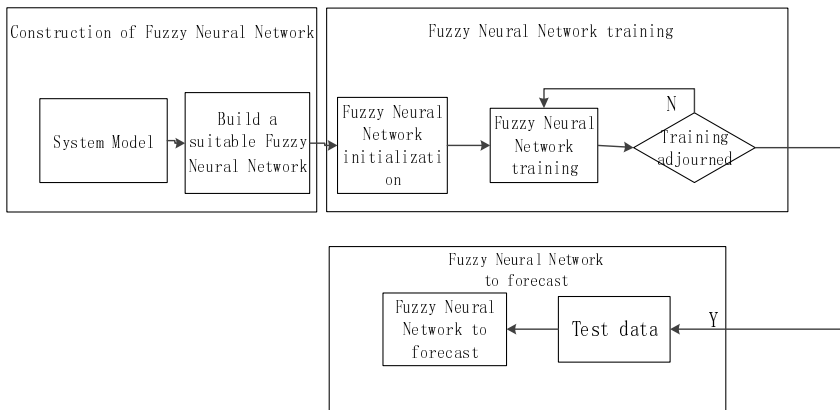 Construction of Fuzzy Neural Network
System Model
Build a
suitable Fuzzy
Neural Network
Fuzzy Neural Network training
Fuzzy Neural
Network
initializati
on
Fuzzy Neural
Network
training
N
Training
adjourned
Fuzzy Neural Network
to forecast
Fuzzy Neural
Network to
forecast
Test data
Y